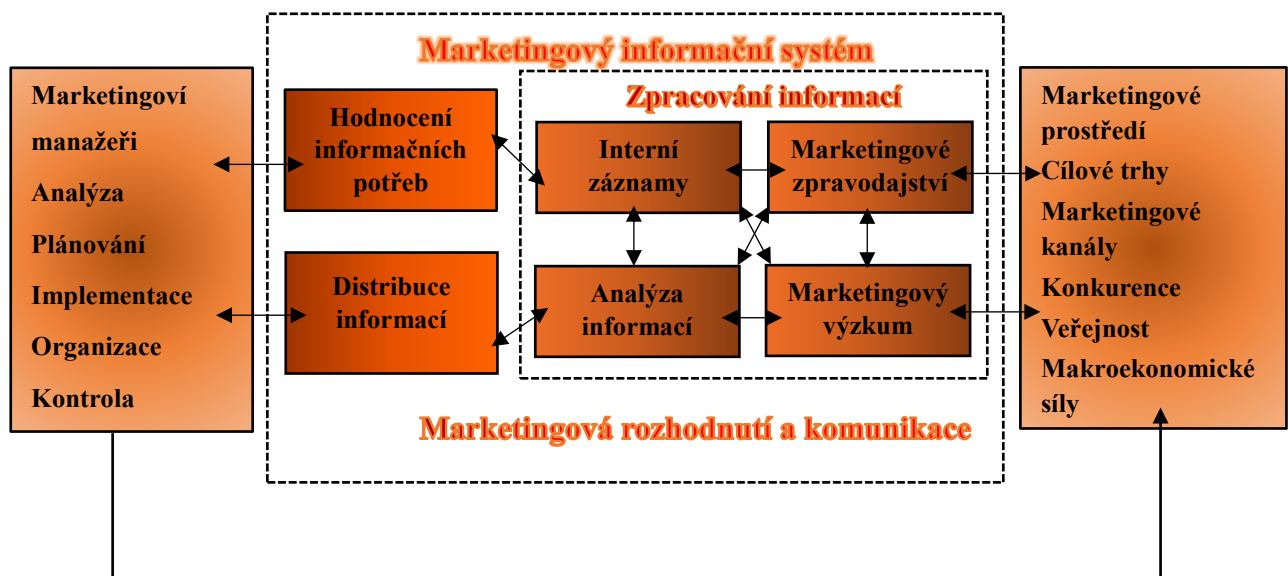 Marketingový informační systém
Marketingoví
manažeři
Analýza
Plánování
Implementace
Organizace
Kontrola
Hodnocení
informačních
potřeb
Distribuce
informací
Zpracování informací
Interní
záznamy
Marketingové
zpravodajství
Analýza
informací
Marketingový
výzkum
Marketingová rozhodnutí a komunikace
Marketingové
prostředí
Cílové trhy
Marketingové
kanály
Konkurence
Veřejnost
Makroekonomické
síly